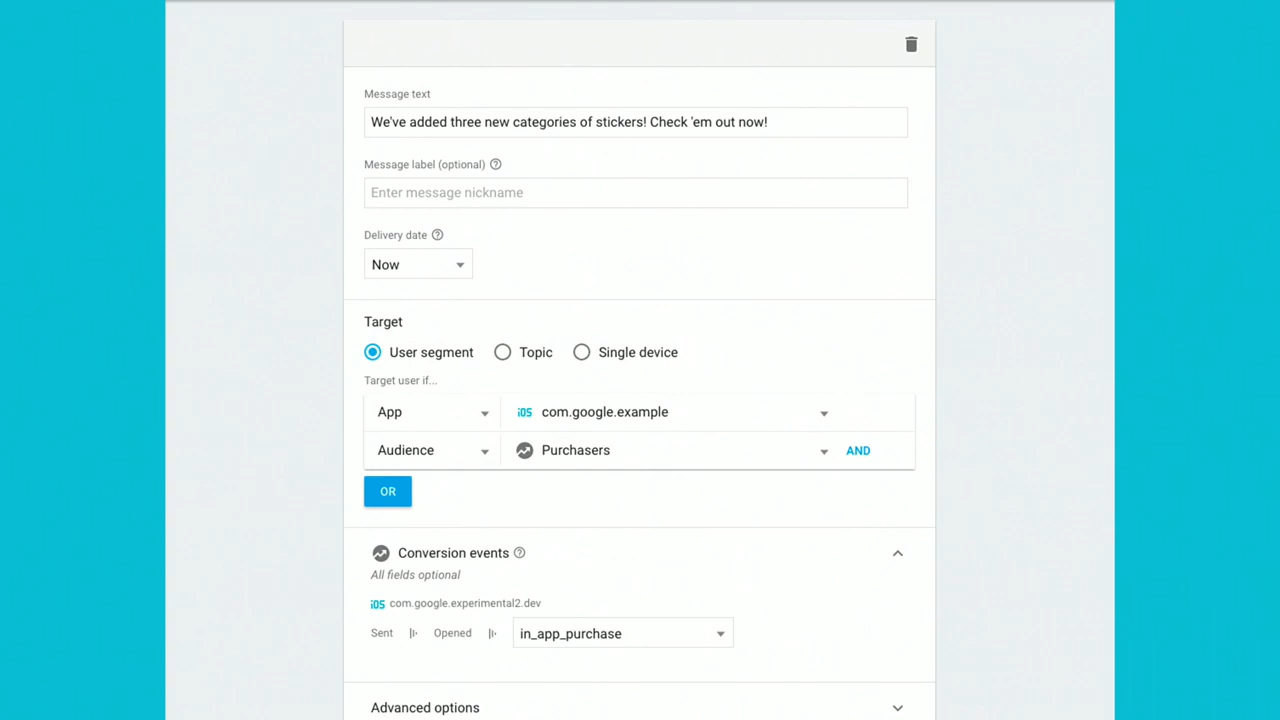 Message text
We've added three new categories of stickers! Check 'em out now!
Message label (optional)
Enter message nickname
Delivery date
Now
Target
User segment Topic Single device
Target user if...
App iOS com.google.example
Audience Purchasers AND
OR
Conversion events
All fields optional
iOS com.google.experimental2.dev
Sent Opened in_app_purchase
Advanced options